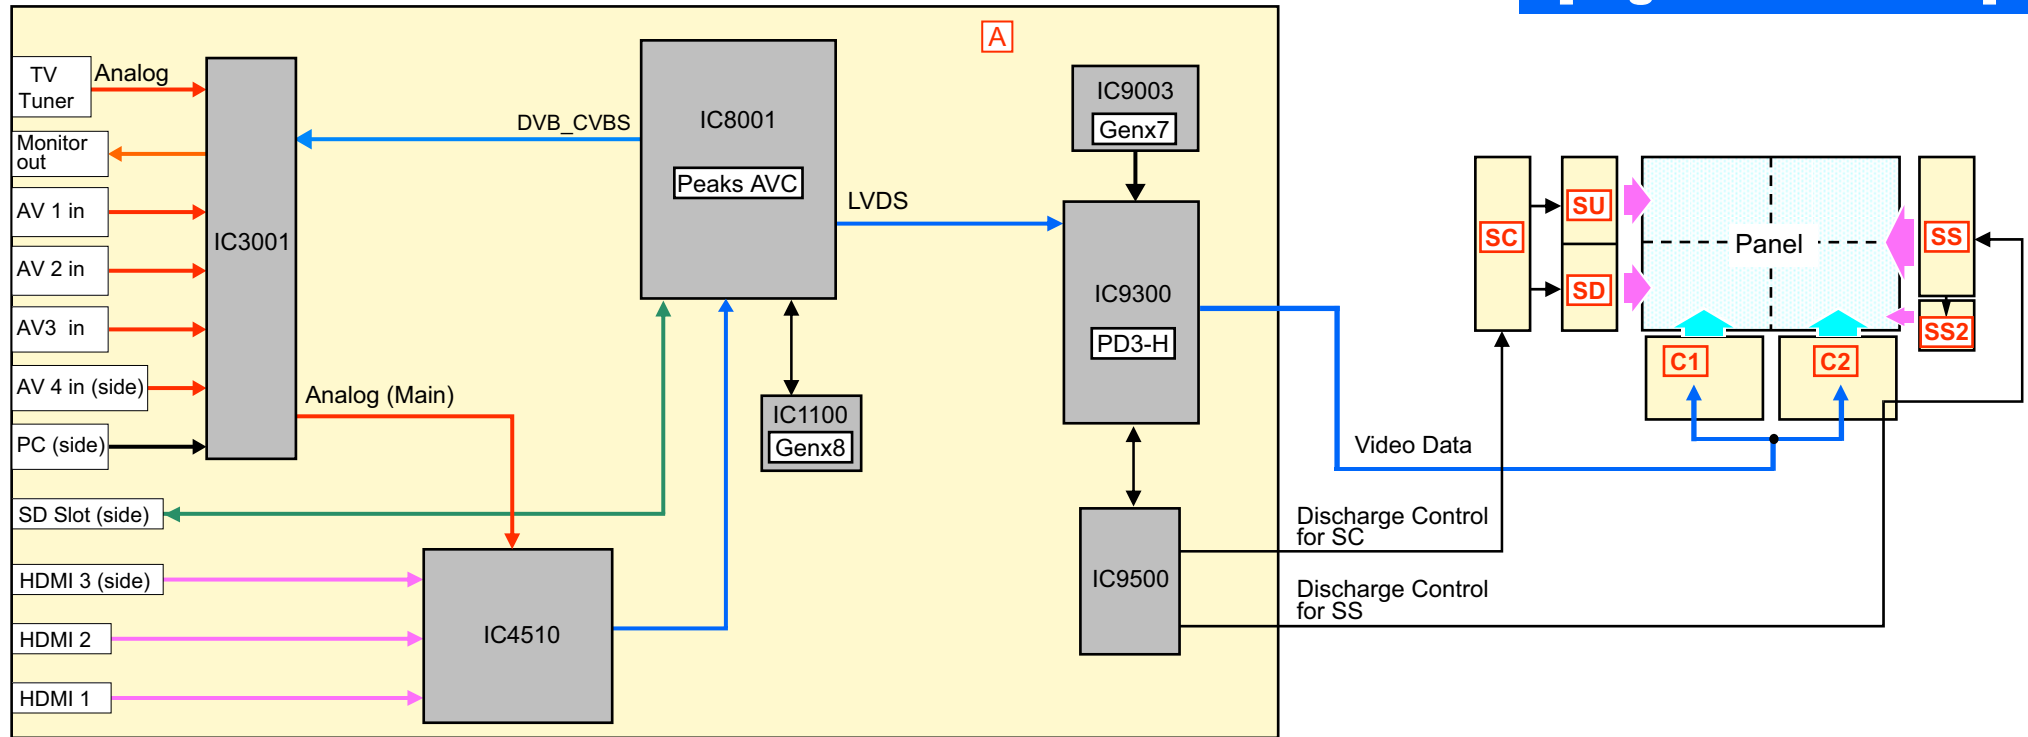 A
TV
Tuner
Analog
Monitor
out
AV 1 in
AV 2 in
AV3 in
AV 4 in (side)
PC (side)
SD Slot (side)
HDMI 3 (side)
HDMI 2
HDMI 1
IC3001
DVB_CVBS
Analog (Main)
IC4510
IC8001
Peaks AVC
LVDS
IC1100
Genx8
IC9003
Genx7
IC9300
PD3-H
IC9500
Video Data
Discharge Control
for SC
Discharge Control
for SS
SC
SU
SD
Panel
SS
SS2
C1
C2